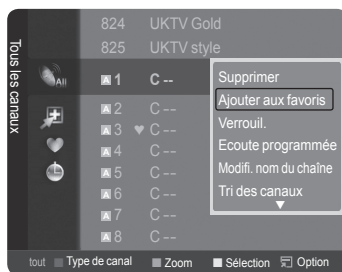 824 UKTV Gold
825 UKTV style
Tous les canaux
All
A 1 C --
A 2 C --
A 3 ♥ C --
A 4 C --
A 5 C --
A 6 C --
A 7 C --
A 8 C --
Supprimer
Ajouter aux favoris
Verrouil.
Ecoute programmée
Modifi. nom du chaîne
Tri des canaux
tout Type de canal Zoom Sélection Option